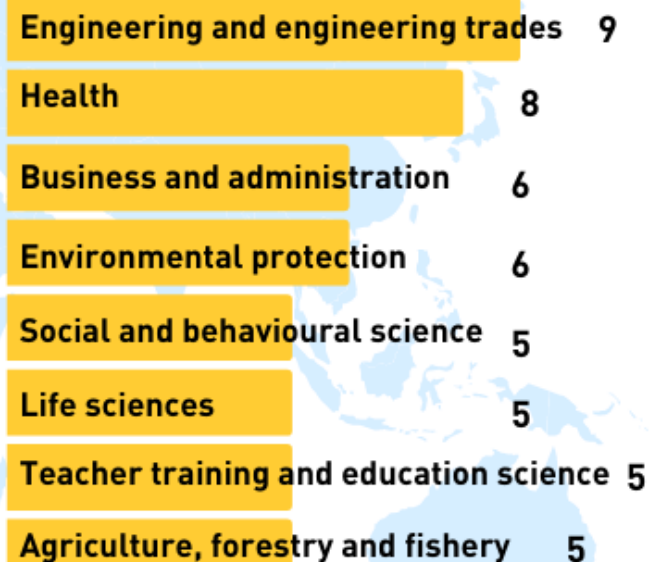 Engineering and engineering trades 9
Health 8
Business and administration 6
Environmental protection 6
Social and behavioural science 5
Life sciences 5
Teacher training and education science 5
Agriculture, forestry and fishery 5